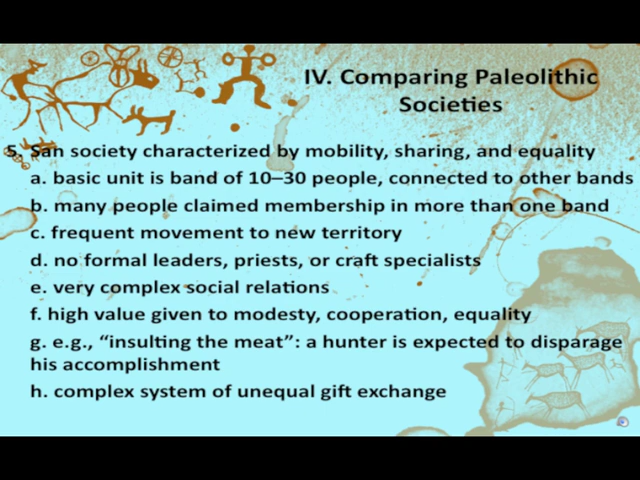 IV. Comparing Paleolithic
Societies
5. San society characterized by mobility, sharing, and equality
a. basic unit is band of 10–30 people, connected to other bands
b. many people claimed membership in more than one band
c. frequent movement to new territory
d. no formal leaders, priests, or craft specialists
e. very complex social relations
f. high value given to modesty, cooperation, equality
g. e.g., “insulting the meat”: a hunter is expected to disparage
his accomplishment
h. complex system of unequal gift exchange